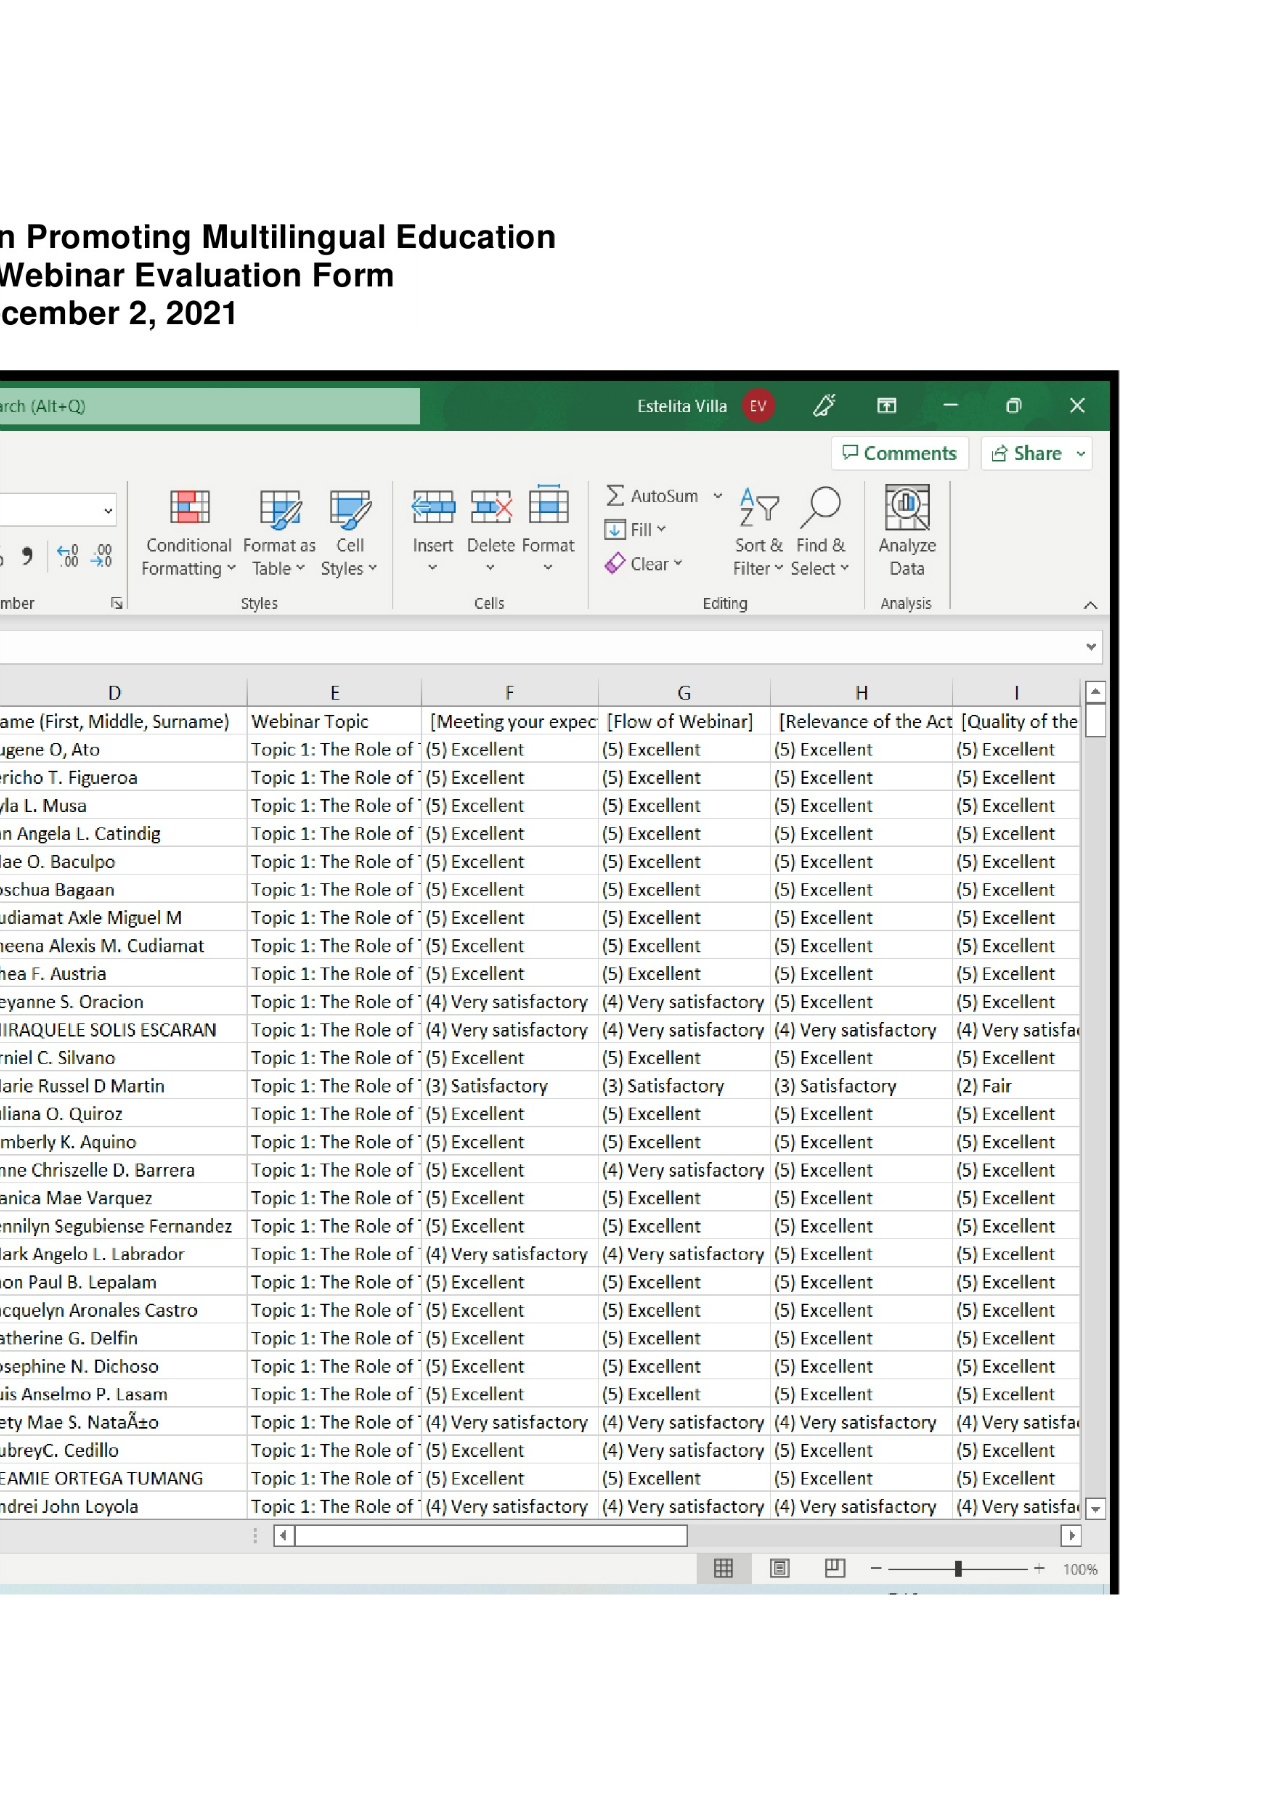 n Promoting Multilingual Education
Webinar Evaluation Form
cember 2, 2021
arch (Alt+Q) Estelita Villa EV
Comments Share
AutoSum
Fill
Clear
Conditional Formatting Format as Table Cell Styles Insert Delete Format Sort & Filter Find & Select Analyze Data
mber Styles Cells Editing Analysis
D E F G H I
ame (First, Middle, Surname) Webinar Topic [Meeting your expec [Flow of Webinar] [Relevance of the Act [Quality of the
ugene O, Ato Topic 1: The Role of (5) Excellent (5) Excellent (5) Excellent (5) Excellent
ericho T. Figueroa Topic 1: The Role of (5) Excellent (5) Excellent (5) Excellent (5) Excellent
yla L. Musa Topic 1: The Role of (5) Excellent (5) Excellent (5) Excellent (5) Excellent
n Angela L. Catindig Topic 1: The Role of (5) Excellent (5) Excellent (5) Excellent (5) Excellent
ae O. Baculpo Topic 1: The Role of (5) Excellent (5) Excellent (5) Excellent (5) Excellent
oschua Bagaan Topic 1: The Role of (5) Excellent (5) Excellent (5) Excellent (5) Excellent
udiamat Axle Miguel M Topic 1: The Role of (5) Excellent (5) Excellent (5) Excellent (5) Excellent
heena Alexis M. Cudiamat Topic 1: The Role of (5) Excellent (5) Excellent (5) Excellent (5) Excellent
hea F. Austria Topic 1: The Role of (5) Excellent (5) Excellent (5) Excellent (5) Excellent
eyanne S. Oracion Topic 1: The Role of (4) Very satisfactory (4) Very satisfactory (5) Excellent (5) Excellent
IRAQUELE SOLIS ESCARAN Topic 1: The Role of (4) Very satisfactory (4) Very satisfactory (4) Very satisfactory (4) Very satisfa
rniel C. Silvano Topic 1: The Role of (5) Excellent (5) Excellent (5) Excellent (5) Excellent
arie Russel D Martin Topic 1: The Role of (3) Satisfactory (3) Satisfactory (3) Satisfactory (2) Fair
liana O. Quiroz Topic 1: The Role of (5) Excellent (5) Excellent (5) Excellent (5) Excellent
mberly K. Aquino Topic 1: The Role of (5) Excellent (5) Excellent (5) Excellent (5) Excellent
nne Chriszelle D. Barrera Topic 1: The Role of (5) Excellent (4) Very satisfactory (5) Excellent (5) Excellent
anica Mae Varquez Topic 1: The Role of (5) Excellent (5) Excellent (5) Excellent (5) Excellent
ennilyn Segubiense Fernandez Topic 1: The Role of (5) Excellent (5) Excellent (5) Excellent (5) Excellent
ark Angelo L. Labrador Topic 1: The Role of (4) Very satisfactory (4) Very satisfactory (5) Excellent (5) Excellent
on Paul B. Lepalam Topic 1: The Role of (5) Excellent (5) Excellent (5) Excellent (5) Excellent
acquelyn Aronales Castro Topic 1: The Role of (5) Excellent (5) Excellent (5) Excellent (5) Excellent
atherine G. Delfin Topic 1: The Role of (5) Excellent (5) Excellent (5) Excellent (5) Excellent
osephine N. Dichoso Topic 1: The Role of (5) Excellent (5) Excellent (5) Excellent (5) Excellent
uis Anselmo P. Lasam Topic 1: The Role of (5) Excellent (5) Excellent (5) Excellent (5) Excellent
ety Mae S. NataÃ±o Topic 1: The Role of (4) Very satisfactory (4) Very satisfactory (4) Very satisfactory (4) Very satisfa
ubreyC. Cedillo Topic 1: The Role of (5) Excellent (4) Very satisfactory (5) Excellent (5) Excellent
EAMIE ORTEGA TUMANG Topic 1: The Role of (5) Excellent (5) Excellent (5) Excellent (5) Excellent
ndrei John Loyola Topic 1: The Role of (4) Very satisfactory (4) Very satisfactory (4) Very satisfactory (4) Very satisfa
100%